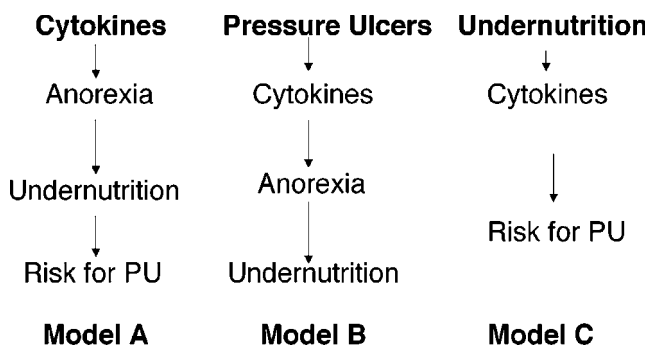 Cytokines
Anorexia
Undernutrition
Risk for PU
Model A
Pressure Ulcers
Cytokines
Anorexia
Undernutrition
Model B
Undernutrition
Cytokines
Risk for PU
Model C